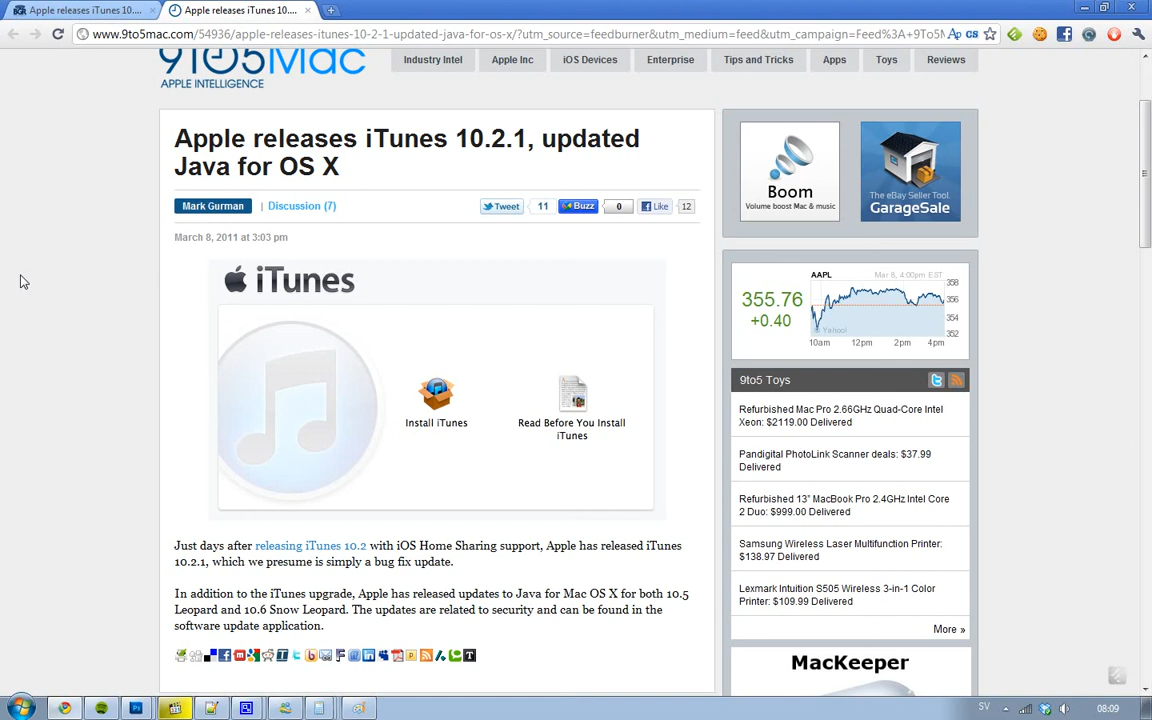 Apple releases iTunes 10....
Apple releases iTunes 10....
www.9to5mac.com/54936/apple-releases-itunes-10-2-1-updated-java-for-os-x/?utm_source=feedburner&utm_medium=feed&utm_campaign=Feed%3A+9To5M
9TO5Mac
APPLE INTELLIGENCE
Industry Intel
Apple Inc
iOS Devices
Enterprise
Tips and Tricks
Apps
Toys
Reviews
Apple releases iTunes 10.2.1, updated
Java for OS X
Mark Gurman | Discussion (7)
Tweet 11 Buzz 0 Like 12
March 8, 2011 at 3:03 pm
iTunes
Install iTunes
Read Before You Install
iTunes
Just days after releasing iTunes 10.2 with iOS Home Sharing support, Apple has released iTunes
10.2.1, which we presume is simply a bug fix update.
In addition to the iTunes upgrade, Apple has released updates to Java for Mac OS X for both 10.5
Leopard and 10.6 Snow Leopard. The updates are related to security and can be found in the
software update application.
Boom
Volume boost Mac & music
The eBay Seller Tool.
GarageSale
AAPL
Mar 8, 4:00pm EST
355.76
+0.40
358
356
354
352
Yahoo!
10am 12pm 2pm 4pm
9to5 Toys
Refurbished Mac Pro 2.66GHz Quad-Core Intel
Xeon: $2119.00 Delivered
Pandigital PhotoLink Scanner deals: $37.99
Delivered
Refurbished 13" MacBook Pro 2.4GHz Intel Core
2 Duo: $999.00 Delivered
Samsung Wireless Laser Multifunction Printer:
$138.97 Delivered
Lexmark Intuition S505 Wireless 3-in-1 Color
Printer: $109.99 Delivered
More »
MacKeeper
SV
08:09